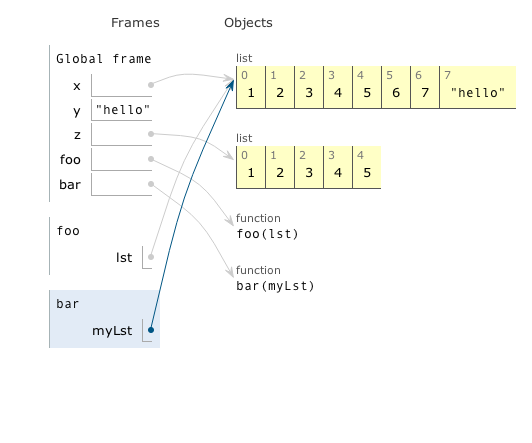 Frames Objects
Global frame
x
y "hello"
z
foo
bar
foo
lst
bar
myLst
list
0 1 2 3 4 5 6 7
1 2 3 4 5 6 7 "hello"
list
0 1 2 3 4
1 2 3 4 5
function
foo(lst)
function
bar(myLst)